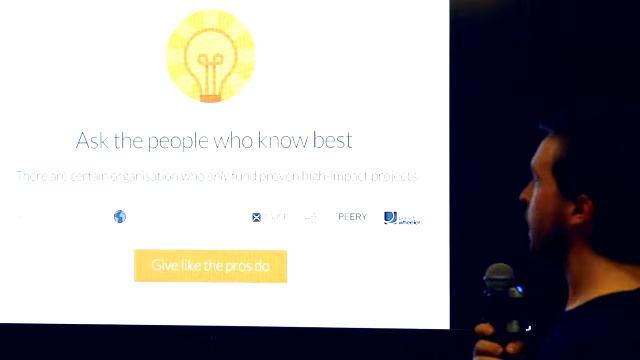 Ask the people who know best
There are certain organisation who only fund proven high-impact projects
PEERY
wheeler
Give like the pros do